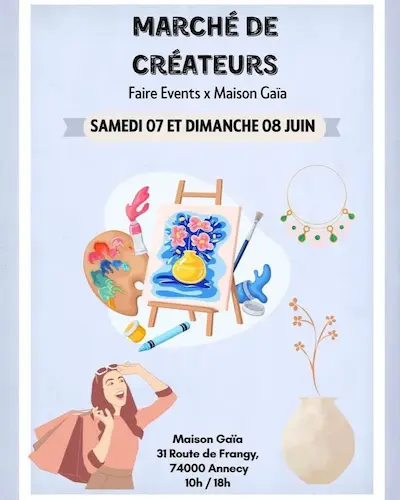 MARCHÉ DE
CRÉATEURS
Faire Events x Maison Gaïa
SAMEDI 07 ET DIMANCHE 08 JUIN
Maison Gaïa
31 Route de Frangy,
74000 Annecy
10h / 18h